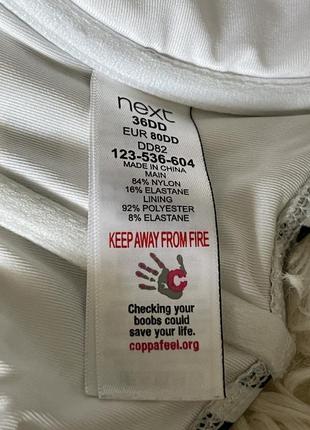 next
36DD
EUR 80DD
DD82
123-536-604
MADE IN CHINA
MAIN
84% NYLON
16% ELASTANE
LINING
92% POLYESTER
8% ELASTANE
KEEP AWAY FROM FIRE
C
Checking your
boobs could
save your life.
coppafeel.org